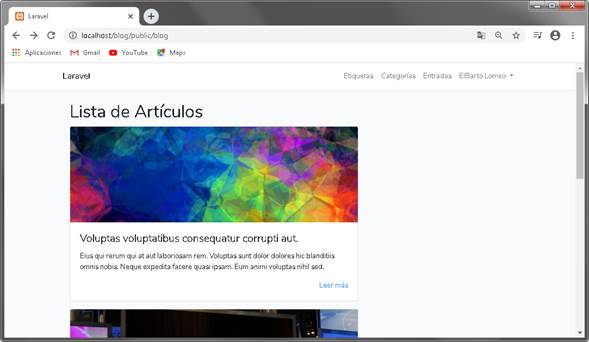 Laravel
localhost/blog/public/blog
Aplicaciones Gmail YouTube Maps
Laravel Etiquetas Categorías Entradas ElBarto Lomeo
Lista de Artículos
Voluptas voluptatibus consequatur corrupti aut.
Eius qui rerum qui at aut laboriosam rem. Voluptas sunt dolor dolores hic blanditiis
omnis nobis. Neque expedita facere quasi ipsam. Eum animi voluptas nihil sed.
Leer más